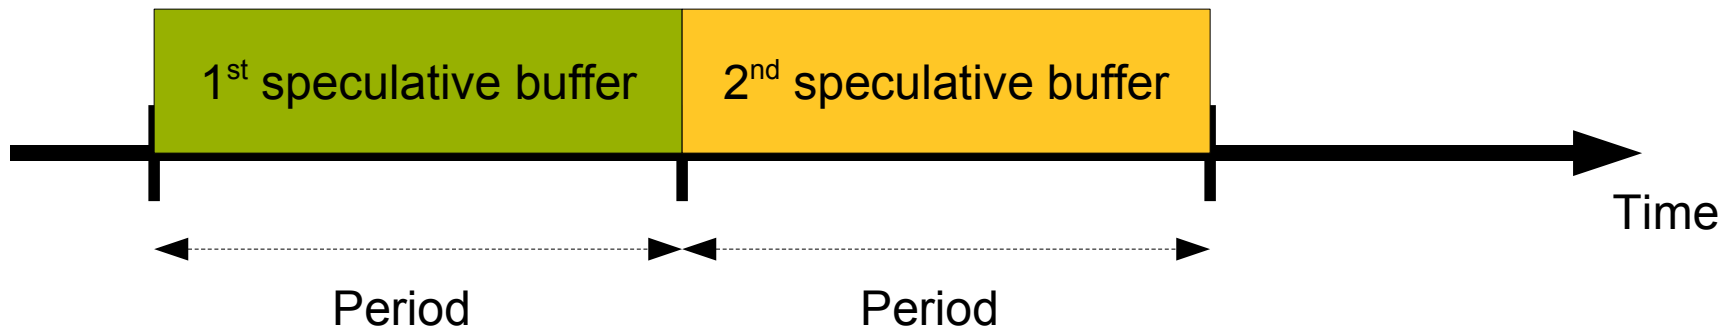 1st speculative buffer
2nd speculative buffer
Time
Period
Period